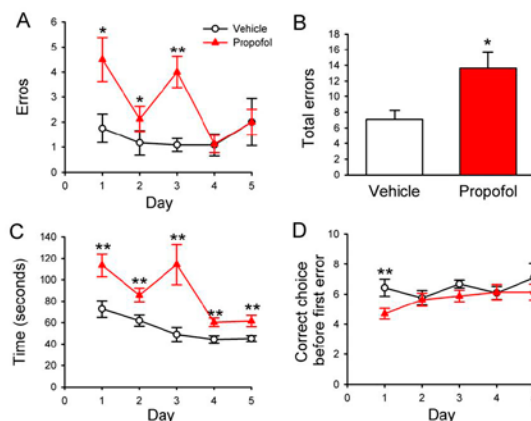 A
Vehicle
Propofol
Erros
6
5
4
3
2
1
0
* * ** 
0 1 2 3 4 5
Day
B
Total errors
18
16
14
12
10
8
6
4
2
0
*
Vehicle Propofol
C
Vehicle
Propofol
Time (seconds)
140
120
100
80
60
40
20
0
** ** ** ** **
0 1 2 3 4 5
Day
D
Correct choice
before first error
10
8
6
4
2
0
**
0 1 2 3 4
Day